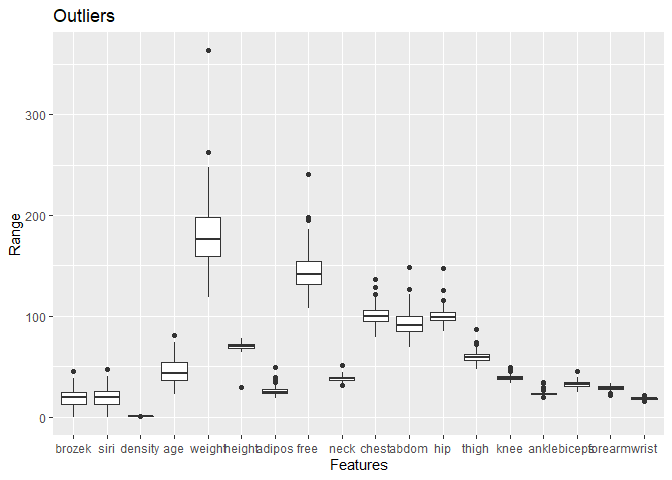 Outliers
Range
300
200
100
0
brozek siri density age weight height adipos free neck chest abdom hip thigh knee ankle biceps forearm wrist
Features